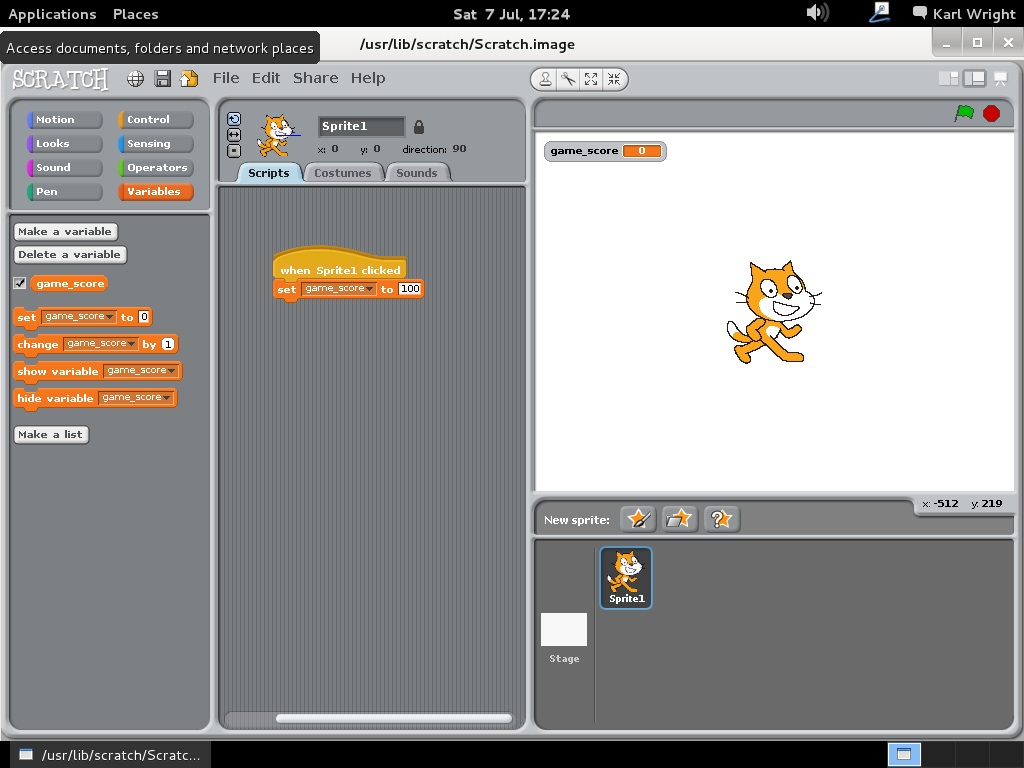 Applications Places
Sat 7 Jul, 17:24
Karl Wright
Access documents, folders and network places
/usr/lib/scratch/Scratch.image
SCRATCH
File Edit Share Help
Motion Control
Looks Sensing
Sound Operators
Pen Variables
Make a variable
Delete a variable
game_score
set game_score to 0
change game_score by 1
show variable game_score
hide variable game_score
Make a list
Sprite1
x: 0 y: 0 direction: 90
Scripts Costumes Sounds
when Sprite1 clicked
set game_score to 100
game_score 0
x: -512 y: 219
New sprite:
Sprite1
Stage
/usr/lib/scratch/Scratc...